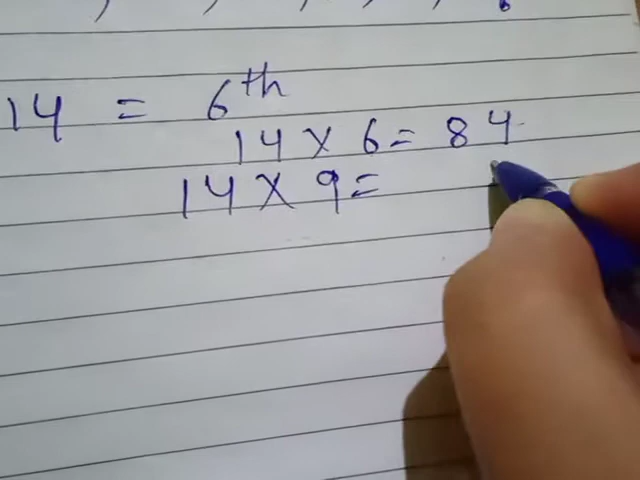 14 = 6th
14 × 6 = 84
14 × 9 =